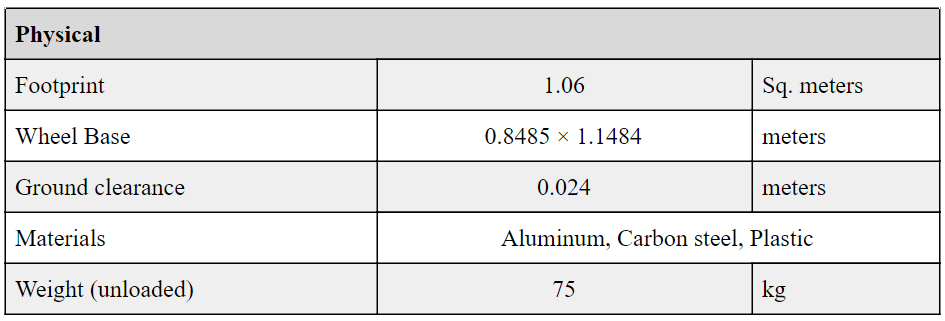 Physical
Footprint 1.06 Sq. meters
Wheel Base 0.8485 × 1.1484 meters
Ground clearance 0.024 meters
Materials Aluminum, Carbon steel, Plastic
Weight (unloaded) 75 kg